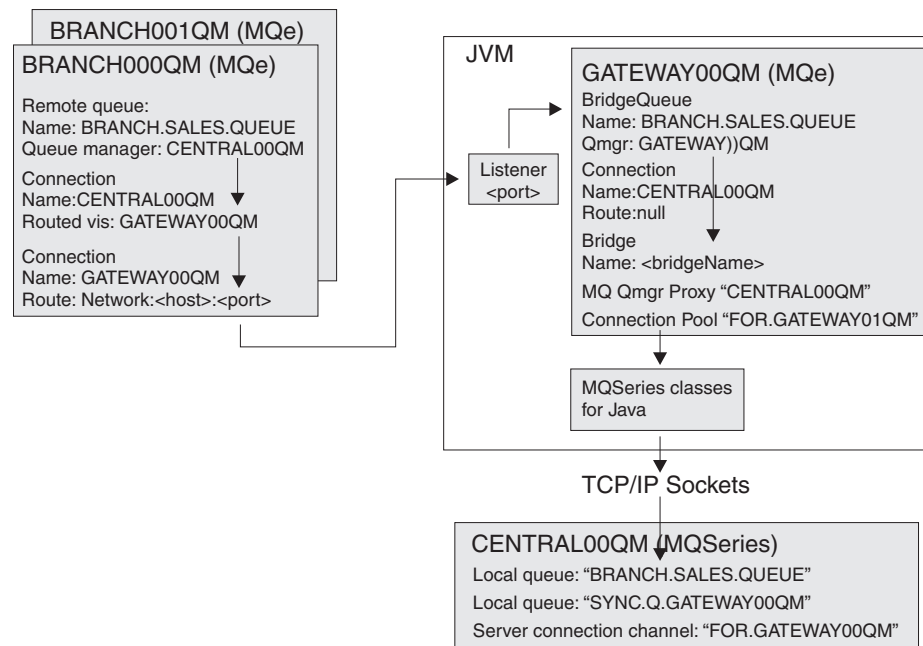 BRANCH001QM (MQe)
BRANCH000QM (MQe)
Remote queue:
Name: BRANCH.SALES.QUEUE
Queue manager: CENTRAL00QM
Connection
Name:CENTRAL00QM
Routed vis: GATEWAY00QM
Connection
Name: GATEWAY00QM
Route: Network:<host>:<port>
JVM
Listener
<port>
GATEWAY00QM (MQe)
BridgeQueue
Name: BRANCH.SALES.QUEUE
Qmgr: GATEWAY))QM
Connection
Name:CENTRAL00QM
Route:null
Bridge
Name: <bridgeName>
MQ Qmgr Proxy “CENTRAL00QM”
Connection Pool “FOR.GATEWAY01QM”
MQSeries classes
for Java
TCP/IP Sockets
CENTRAL00QM (MQSeries)
Local queue: “BRANCH.SALES.QUEUE”
Local queue: “SYNC.Q.GATEWAY00QM”
Server connection channel: “FOR.GATEWAY00QM”